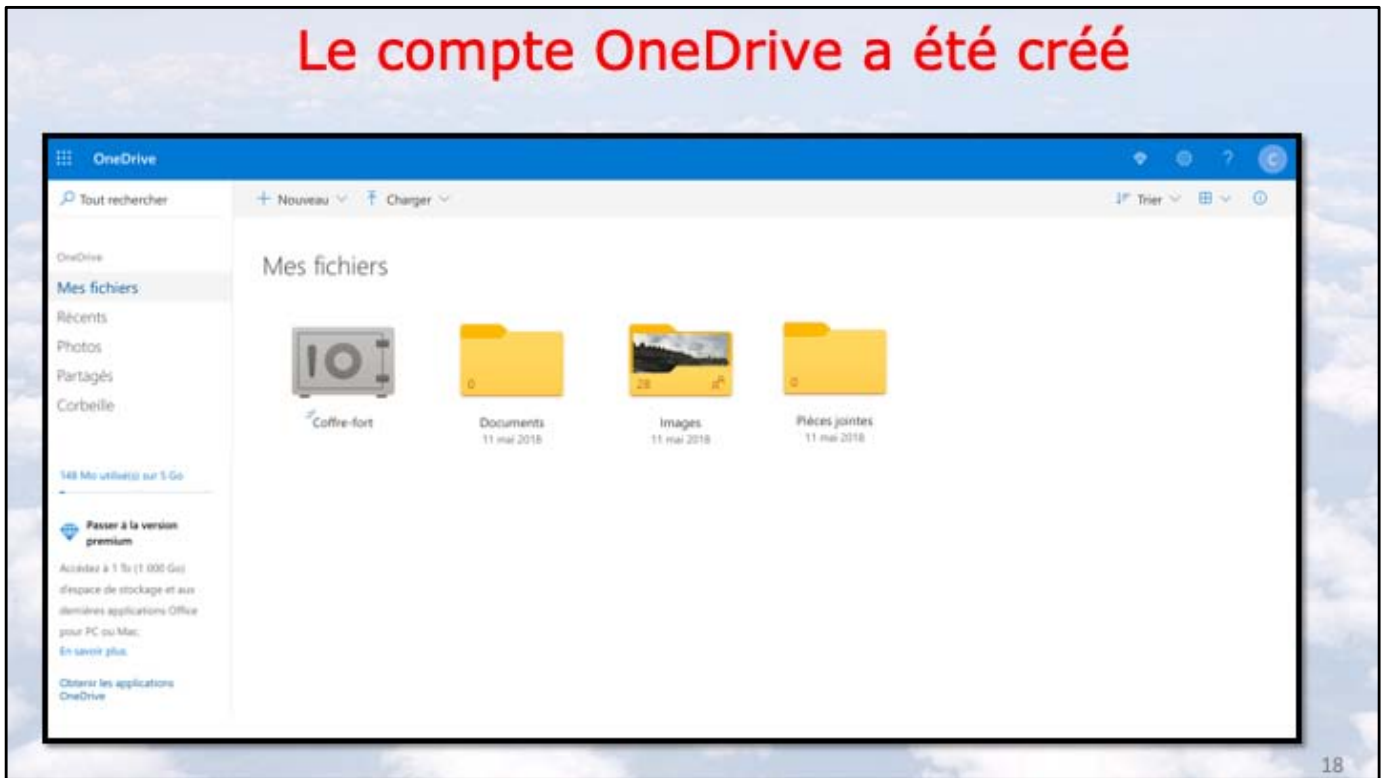 Le compte OneDrive a été créé
OneDrive
?
C
Tout rechercher
Nouveau
Charger
Trier
OneDrive
Mes fichiers
Récents
Photos
Partagés
Corbeille
148 Mo utilisé(s) sur 5 Go
Passer à la version
premium
Accédez à 1 To (1 000 Go)
d'espace de stockage et aux
dernières applications Office
pour PC ou Mac.
En savoir plus.
Obtenir les applications
OneDrive
Mes fichiers
Coffre-fort
0
Documents
11 mai 2018
28
Images
11 mai 2018
0
Pièces jointes
11 mai 2018
18